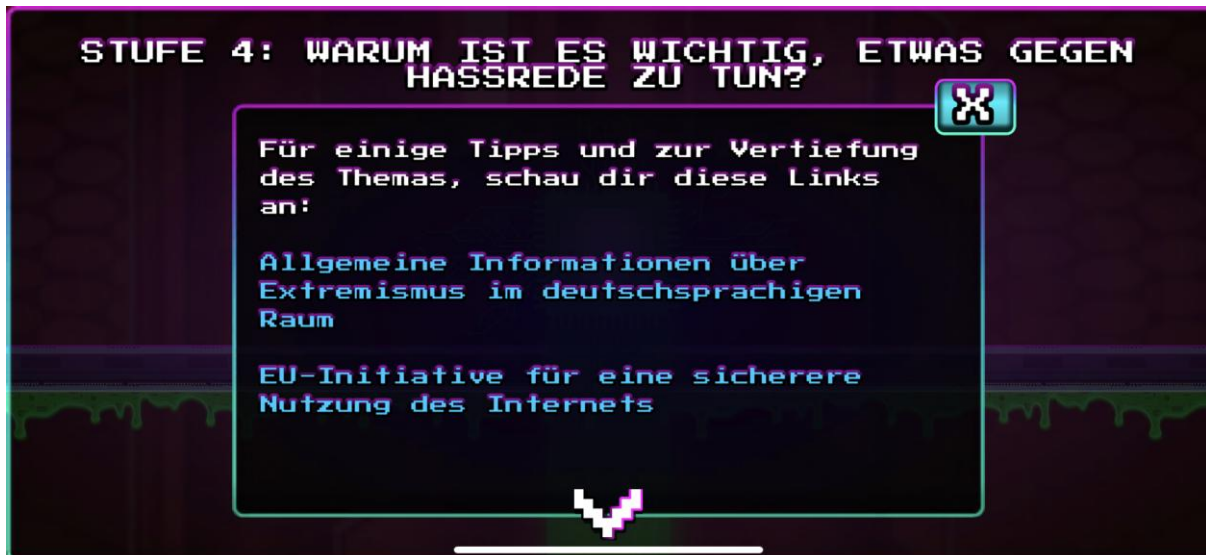 STUFE 4: WARUM IST ES WICHTIG, ETWAS GEGEN
HASSREDE ZU TUN?
Für einige Tipps und zur Vertiefung
des Themas, schau dir diese Links
an:
Allgemeine Informationen über
Extremismus im deutschsprachigen
Raum
EU-Initiative für eine sicherere
Nutzung des Internets